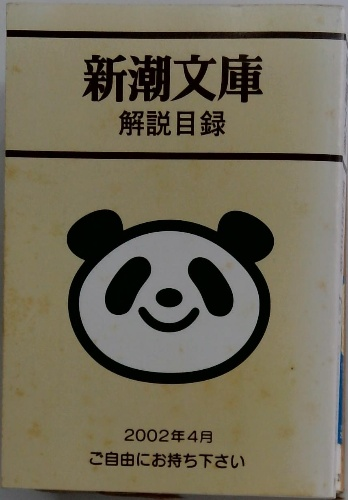 新潮文庫
解説目録
2002年4月
ご自由にお持ち下さい